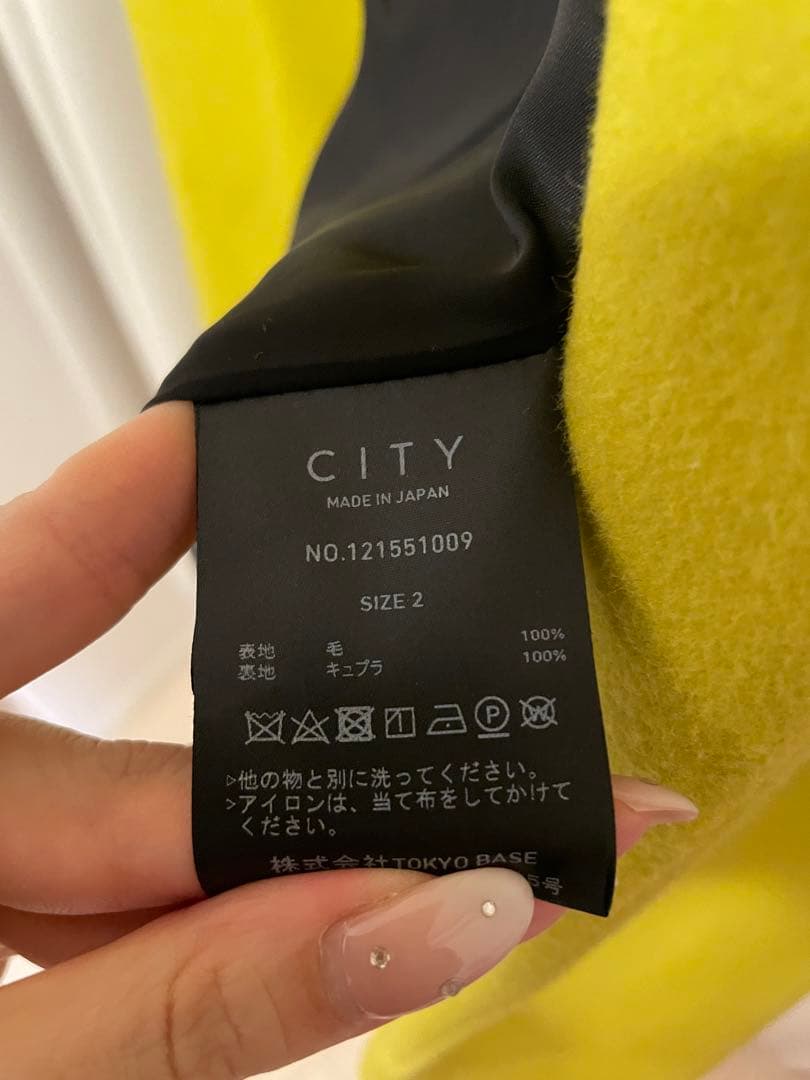 CITY
MADE IN JAPAN
NO.121551009
SIZE 2
表地 毛 100%
裏地 キュプラ 100%
P W
▷他の物と別に洗ってください。
>アイロンは、当て布をしてかけて
ください。
株式会社TOKYO BASE
5号